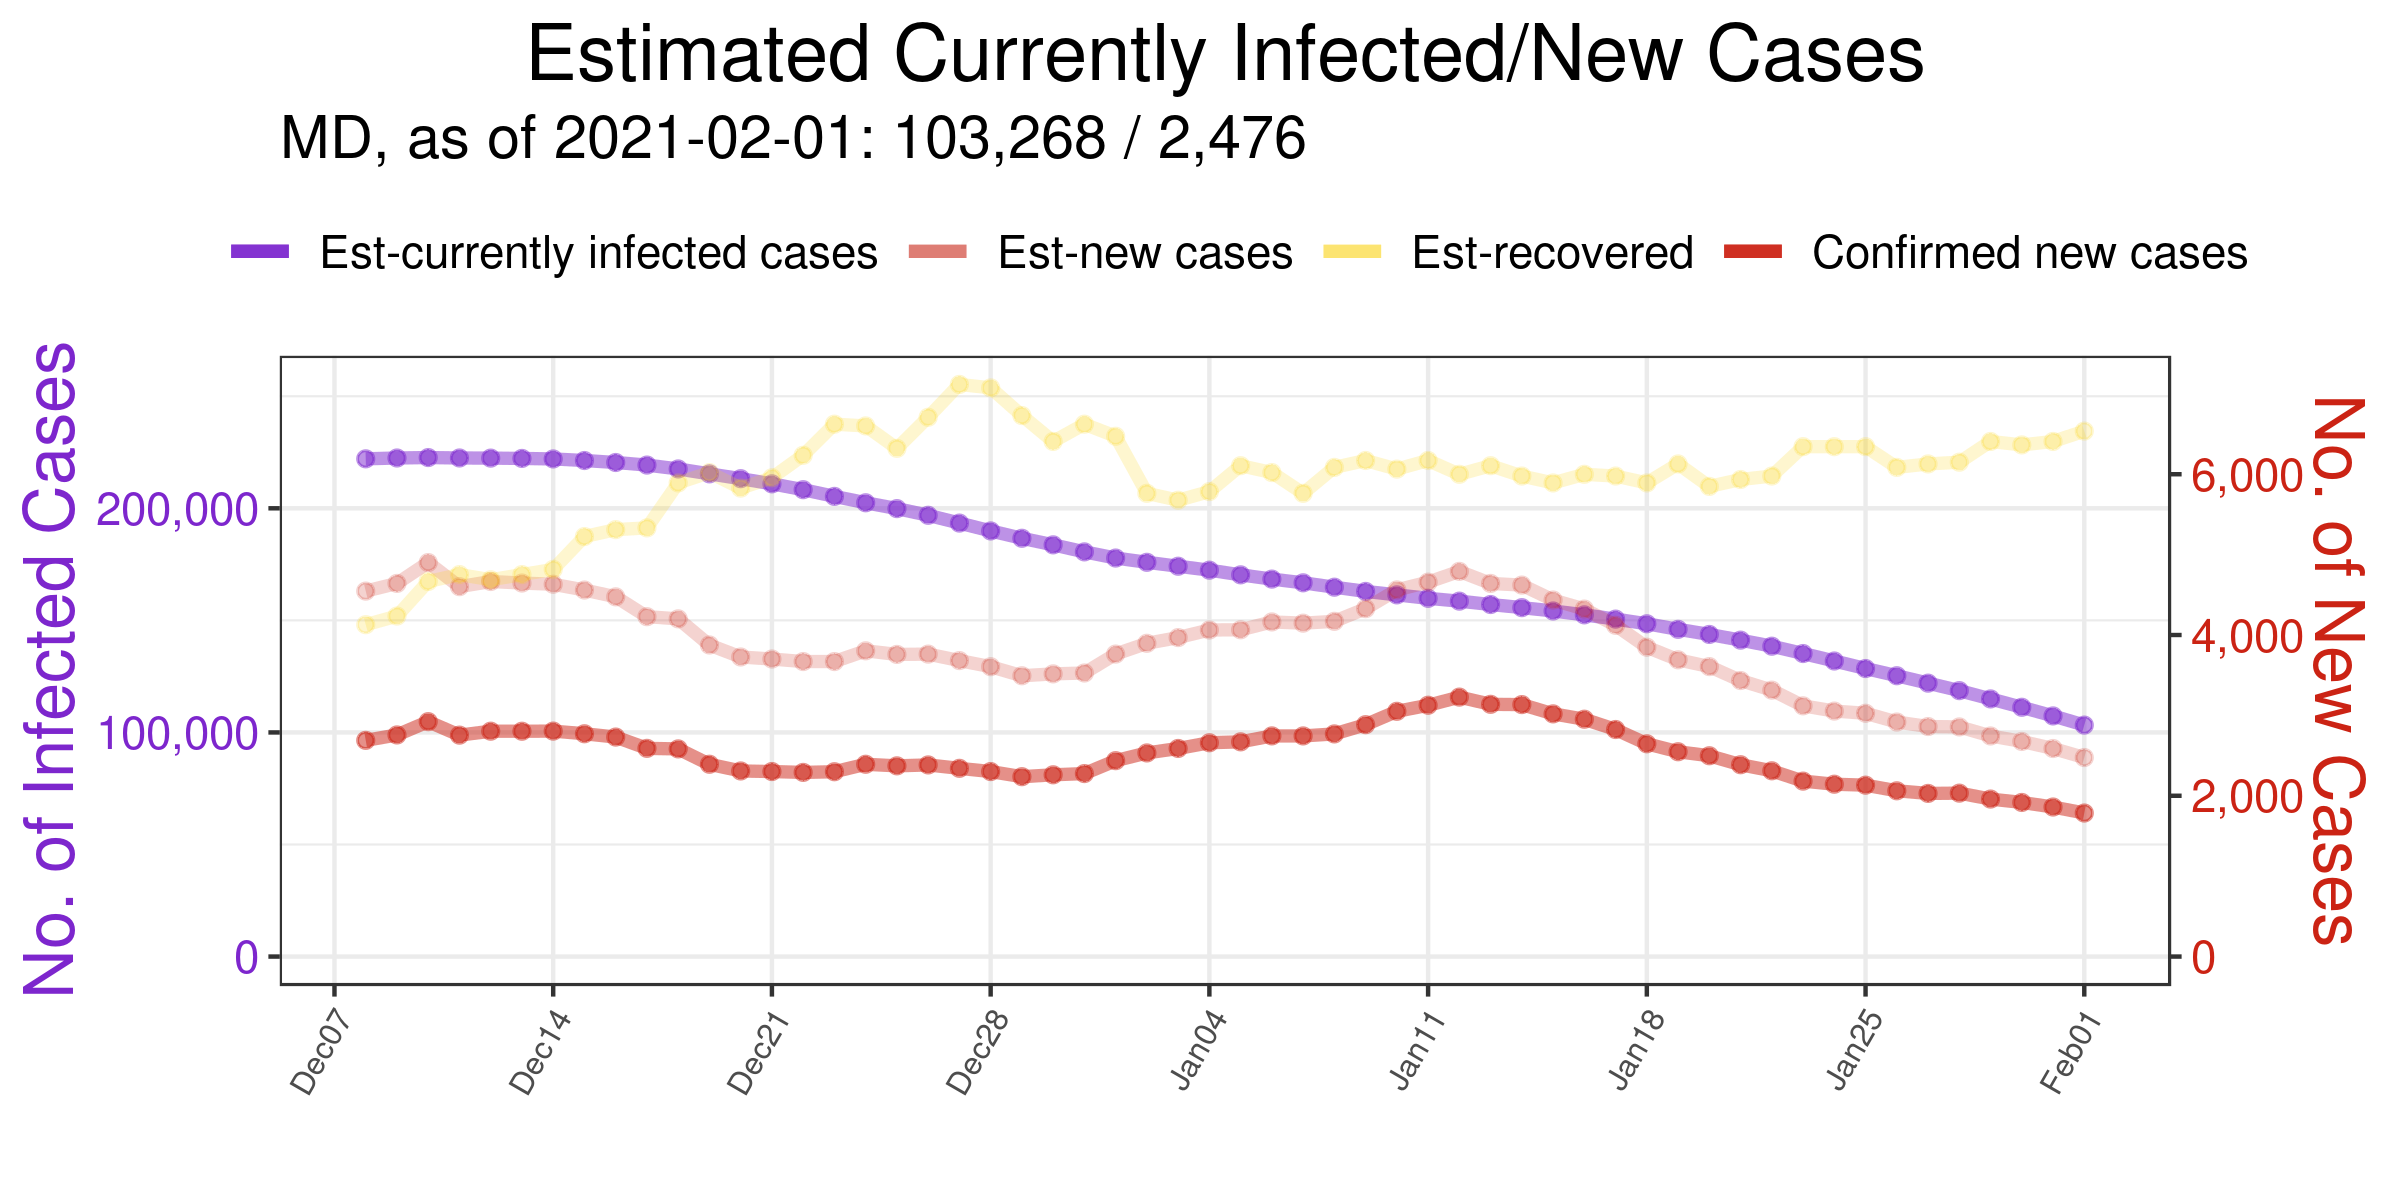 Estimated Currently Infected/New Cases
MD, as of 2021-02-01: 103,268 / 2,476
Est-currently infected cases Est-new cases Est-recovered Confirmed new cases
No. of Infected Cases
200,000
100,000
0
6,000
4,000
2,000
0
No. of New Cases
Dec07 Dec14 Dec21 Dec28 Jan04 Jan11 Jan18 Jan25 Feb01